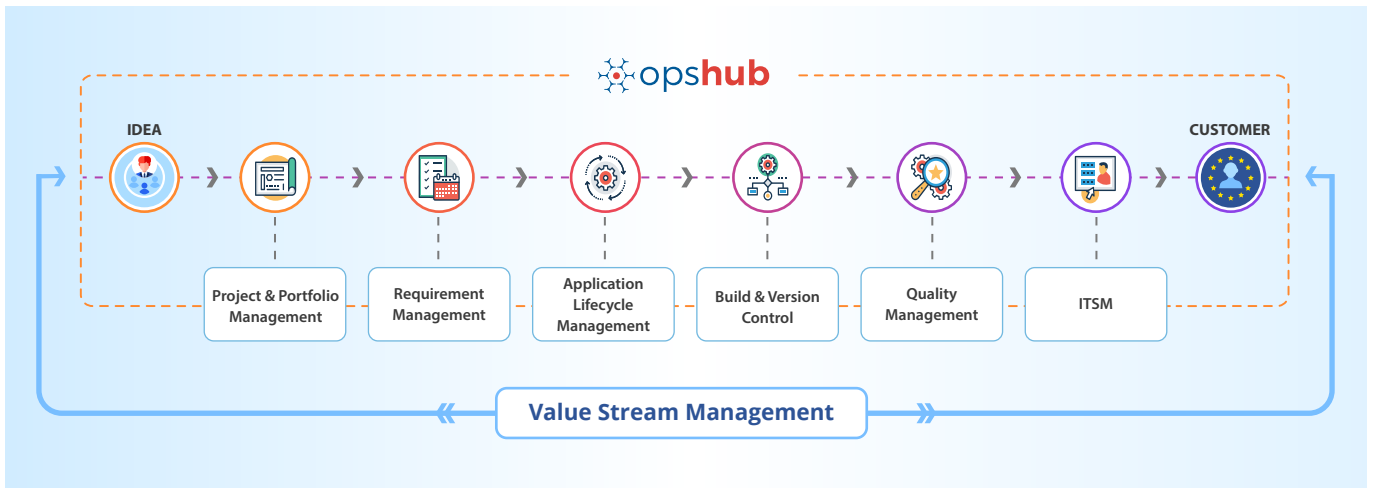 opshub
IDEA
CUSTOMER
Project & Portfolio
Management
Requirement
Management
Application
Lifecycle
Management
Build & Version
Control
Quality
Management
ITSM
Value Stream Management